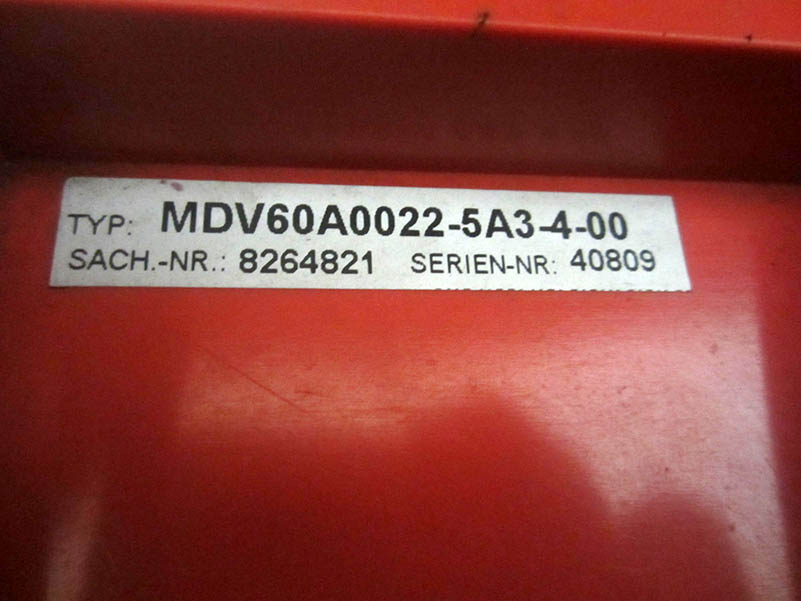 TYP: MDV60A0022-5A3-4-00
SACH.-NR.: 8264821 SERIEN-NR: 40809